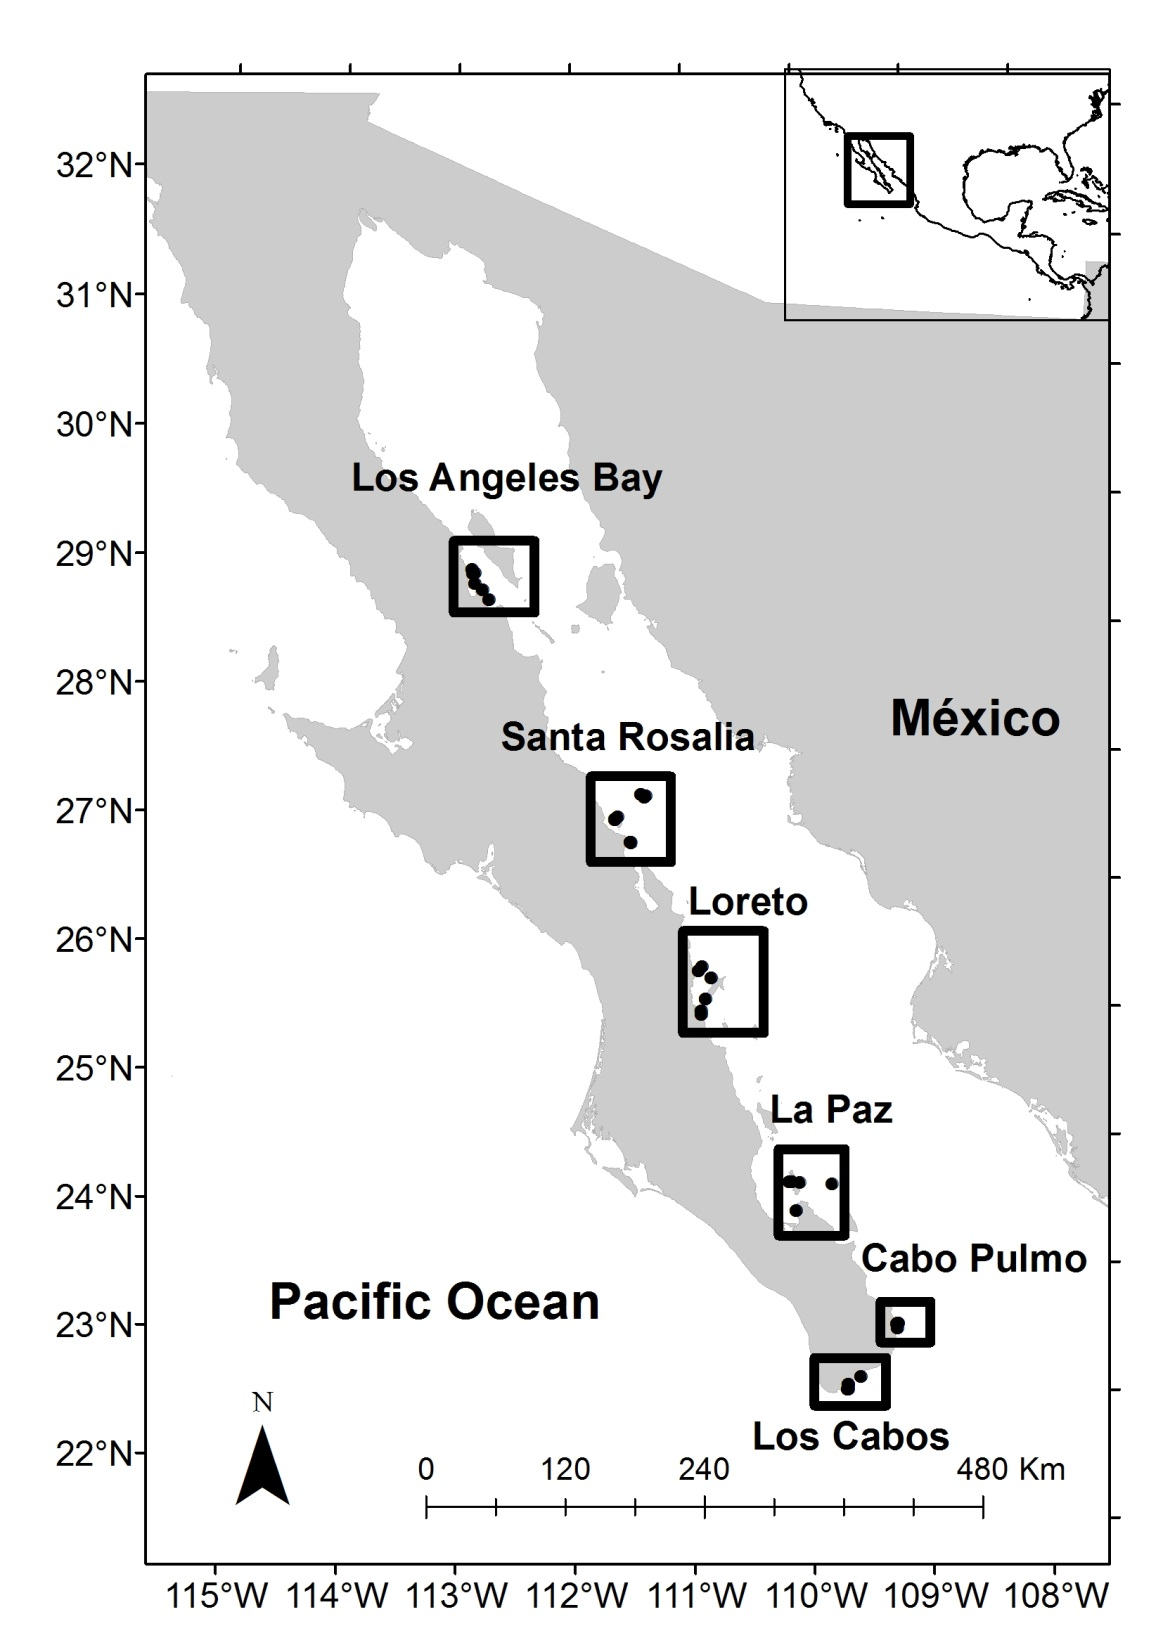 32°N
31°N
30°N
Los Angeles Bay
29°N
28°N
México
Santa Rosalia
27°N
Loreto
26°N
25°N
La Paz
24°N
Cabo Pulmo
Pacific Ocean
23°N
N
Los Cabos
22°N
0 120 240 480 Km
115°W 114°W 113°W 112°W 111°W 110°W 109°W 108°W